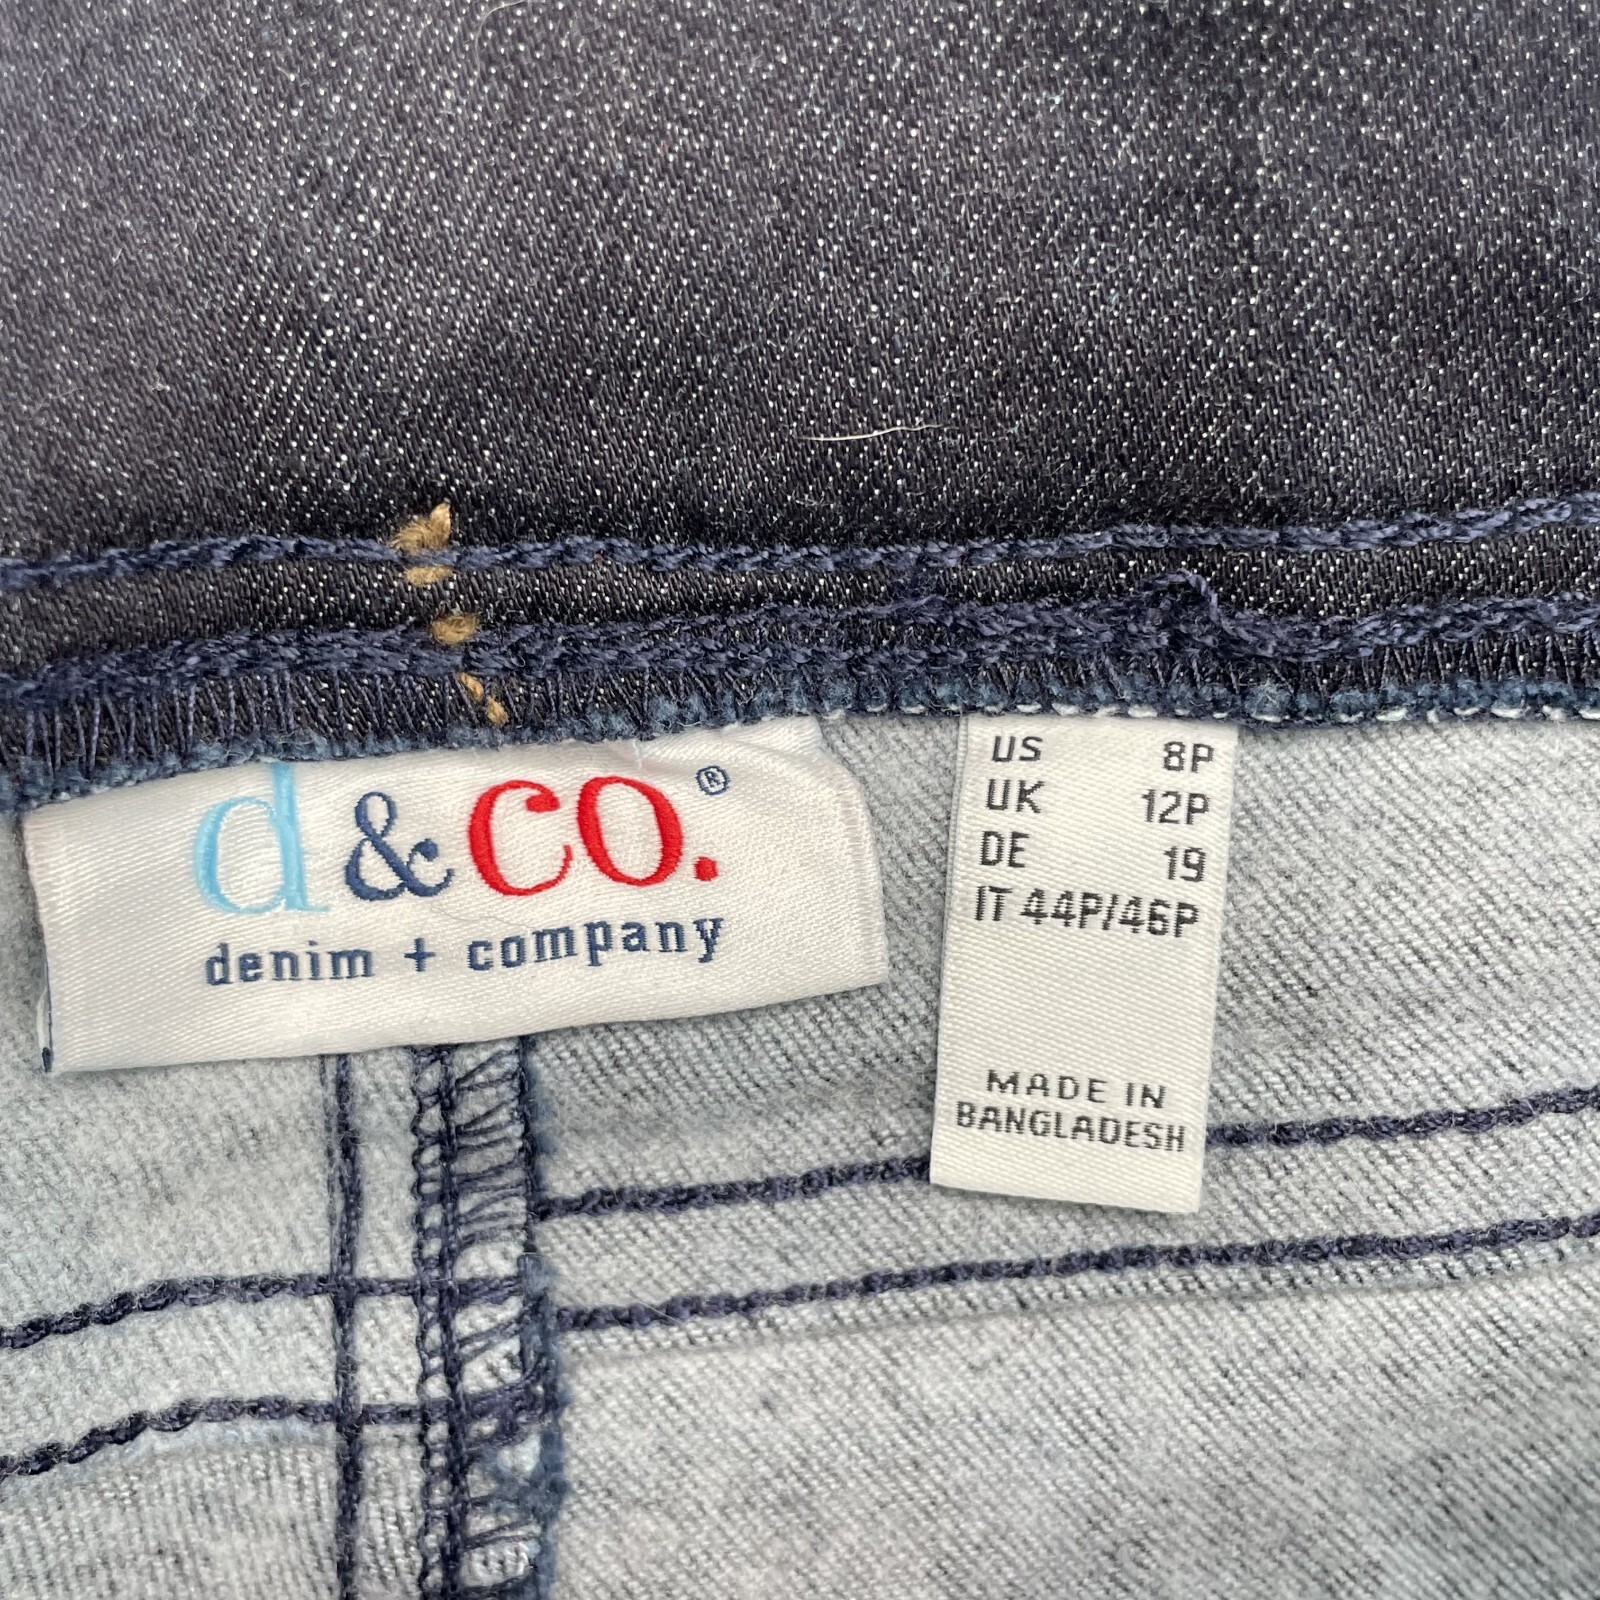 d & co. ®
denim + company
US 8P
UK 12P
DE 19
IT 44P/46P
MADE IN
BANGLADESH